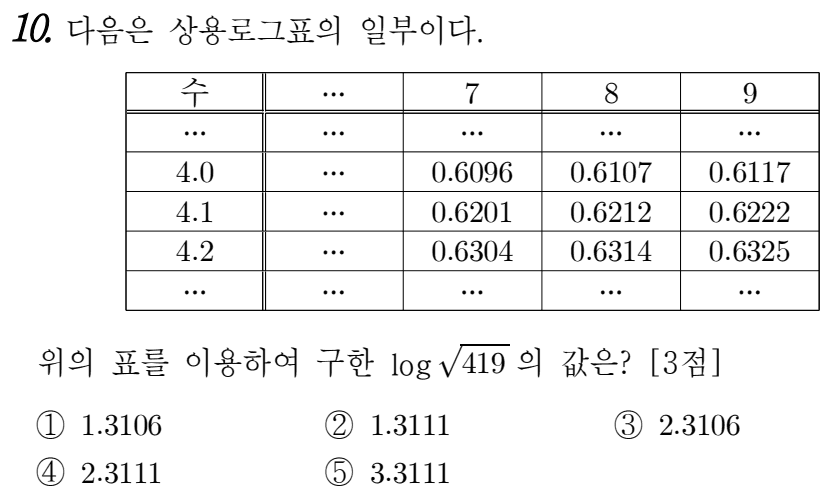 10. 다음은 상용로그표의 일부이다.
수 … 7 8 9
… … … … …
4.0 … 0.6096 0.6107 0.6117
4.1 … 0.6201 0.6212 0.6222
4.2 … 0.6304 0.6314 0.6325
… … … … …
위의 표를 이용하여 구한 log√419 의 값은? [3점]
① 1.3106 ② 1.3111 ③ 2.3106
④ 2.3111 ⑤ 3.3111